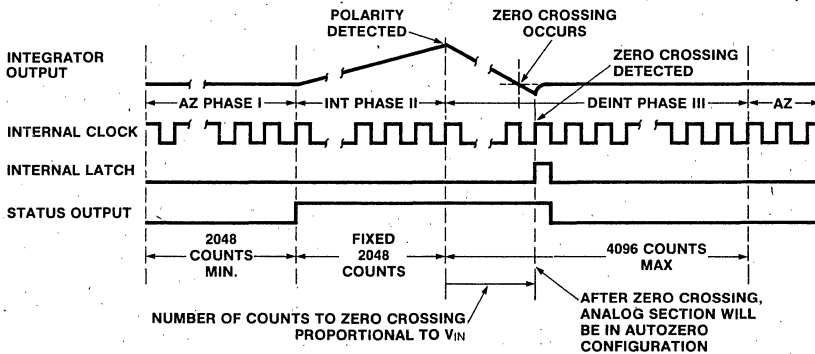 POLARITY
DETECTED
ZERO CROSSING
OCCURS
INTEGRATOR
OUTPUT
ZERO CROSSING
DETECTED
AZ PHASE I
INT PHASE II
DEINT PHASE III
AZ
INTERNAL CLOCK
INTERNAL LATCH
STATUS OUTPUT
2048
COUNTS
MIN.
FIXED
2048
COUNTS
4096 COUNTS
MAX
NUMBER OF COUNTS TO ZERO CROSSING
PROPORTIONAL TO VIN
AFTER ZERO CROSSING,
ANALOG SECTION WILL
BE IN AUTOZERO
CONFIGURATION